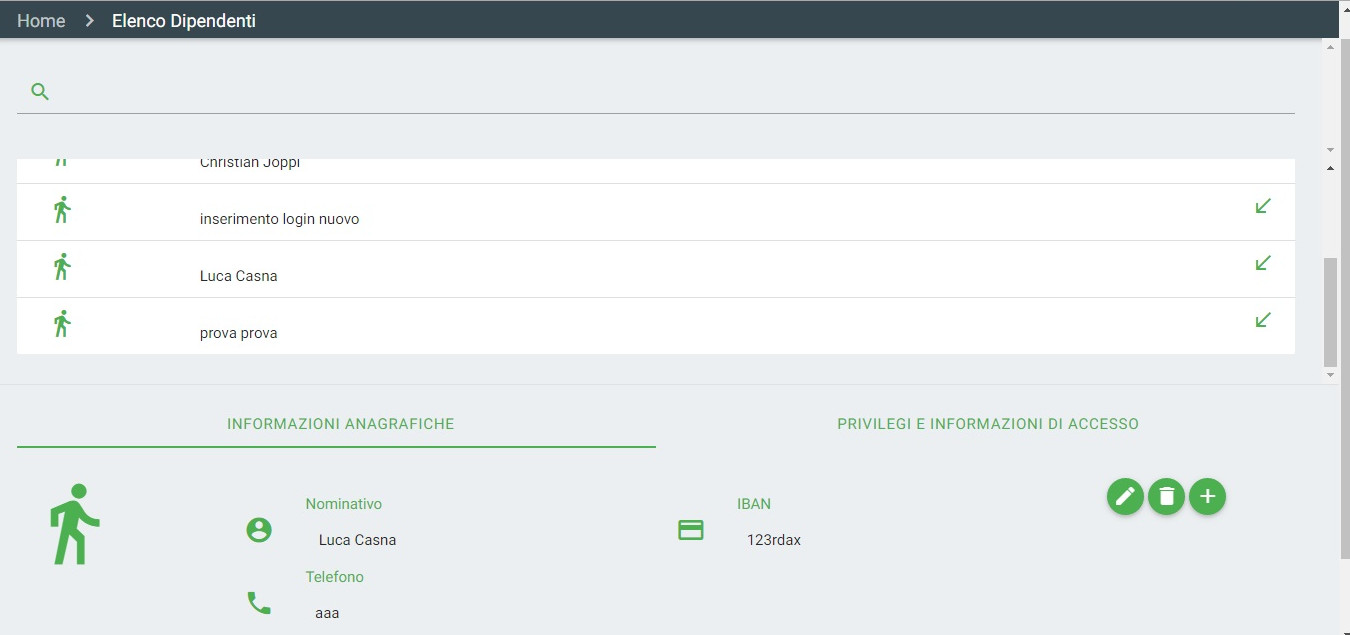 Home > Elenco Dipendenti
Christian Joppi
inserimento login nuovo
Luca Casna
prova prova
INFORMAZIONI ANAGRAFICHE PRIVILEGI E INFORMAZIONI DI ACCESSO
Nominativo IBAN
Luca Casna 123rdax
Telefono
aaa